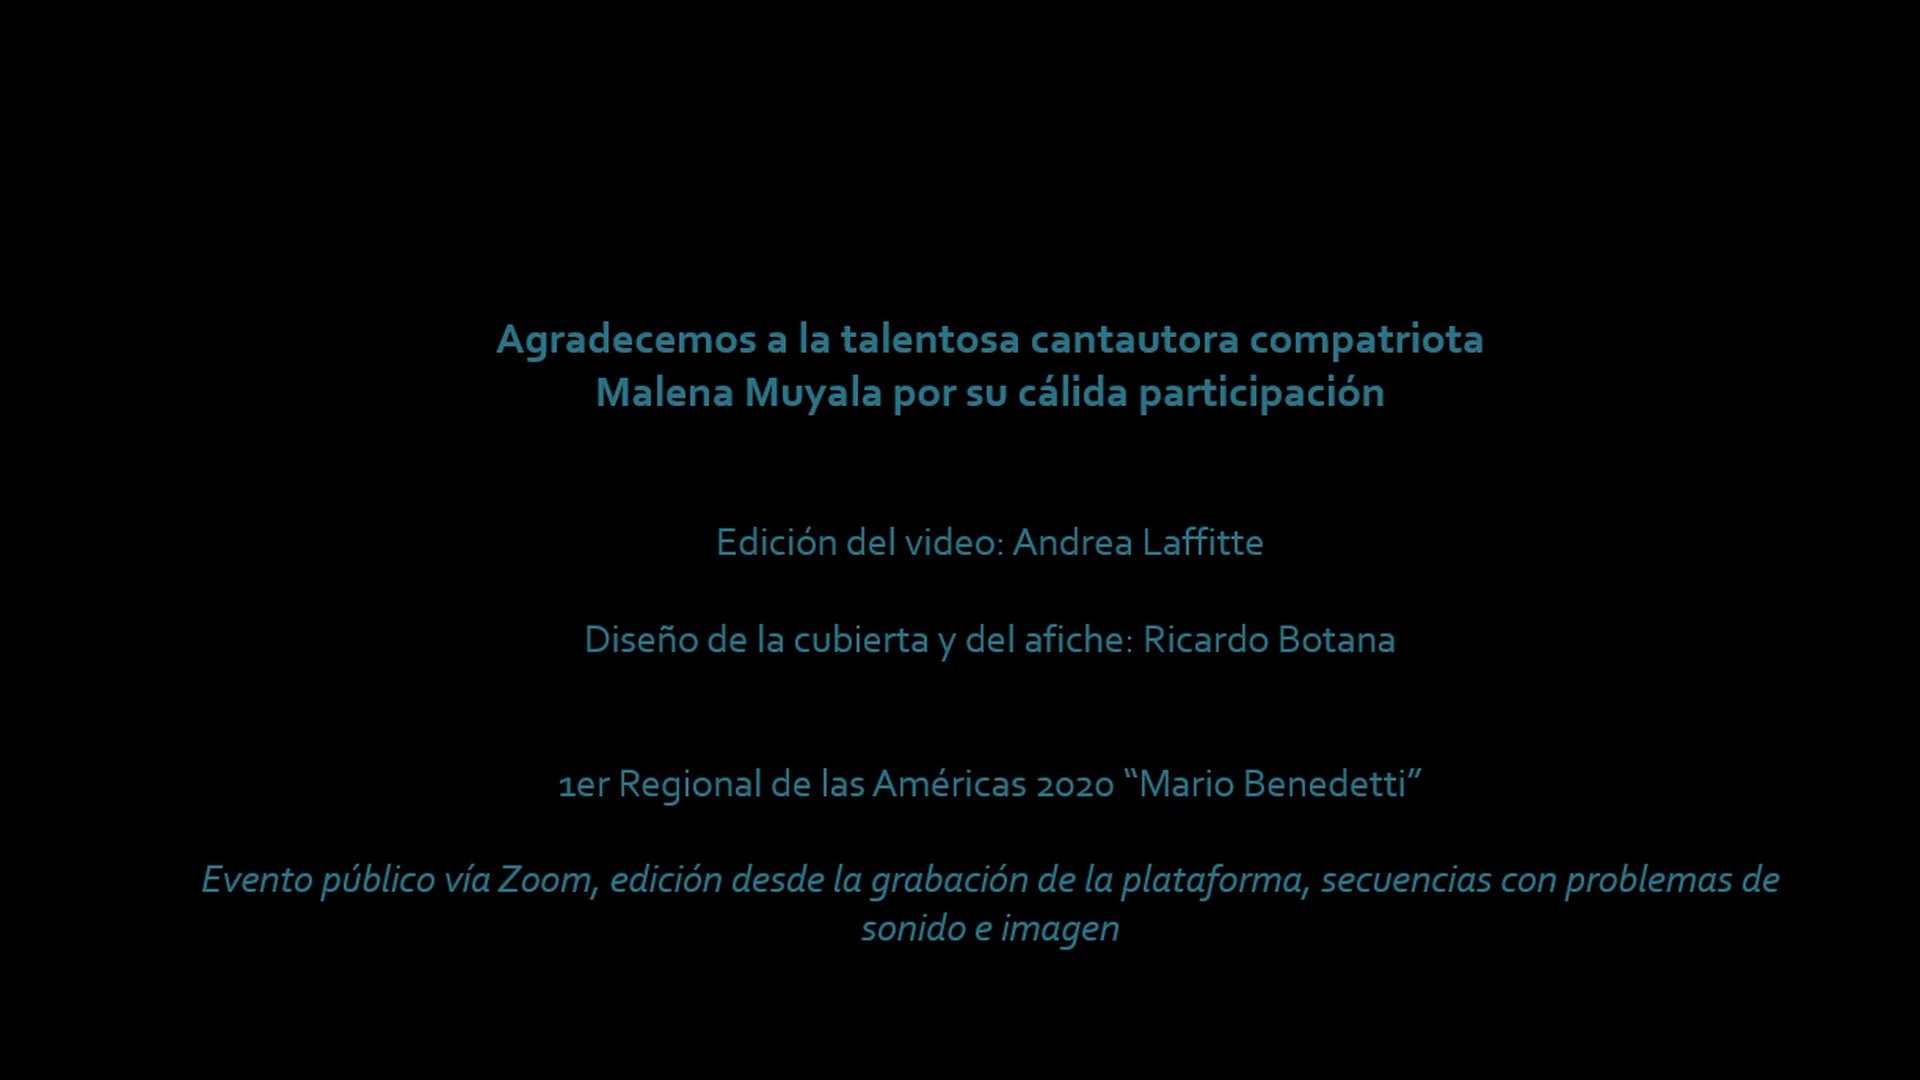 Agradecemos a la talentosa cantautora compatriota
Malena Muyala por su cálida participación
Edición del video: Andrea Laffitte
Diseño de la cubierta y del afiche: Ricardo Botana
1er Regional de las Américas 2020 “Mario Benedetti”
Evento público vía Zoom, edición desde la grabación de la plataforma, secuencias con problemas de
sonido e imagen